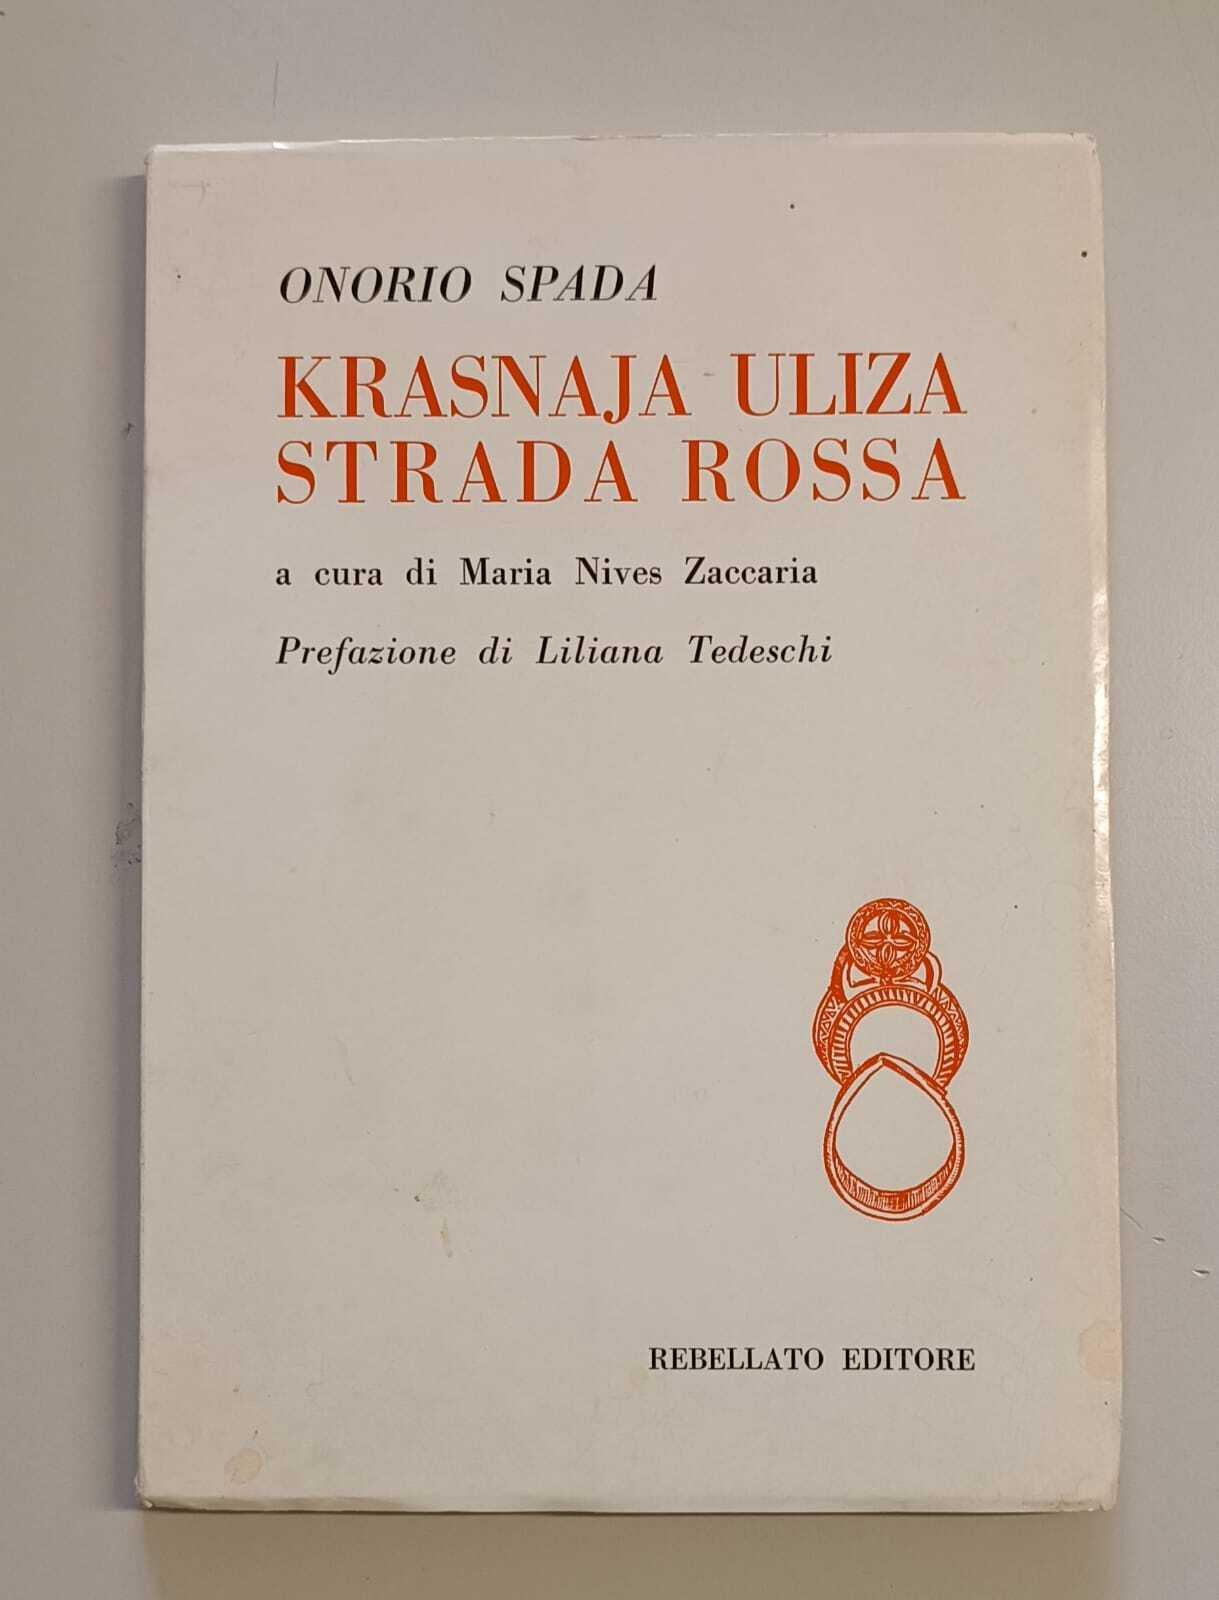 ONORIO SPADA
KRASNAJA ULIZA
STRADA ROSSA
a cura di Maria Nives Zaccaria
Prefazione di Liliana Tedeschi
REBELLATO EDITORE